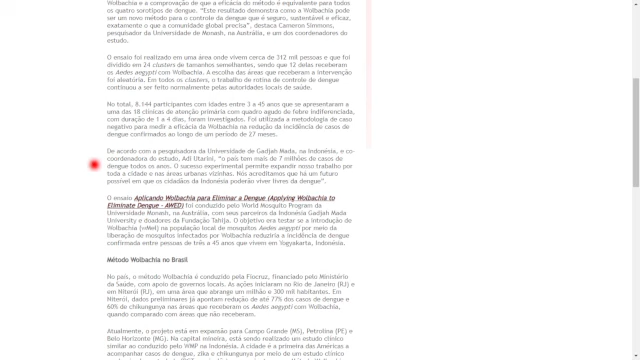 Wolbachia e a comprovação de que a eficácia do método é equivalente para todos
os quatro sorotipos de dengue. "Este resultado demonstra como a Wolbachia pode
ser um novo método para o controle da dengue que é seguro, sustentável e eficaz,
exatamente o que a comunidade global precisa", destaca Cameron Simmons,
pesquisador da Universidade de Monash, na Austrália, e um dos coordenadores do
estudo.
O ensaio foi realizado em uma área onde vivem cerca de 312 mil pessoas e que foi
dividido em 24 clusters de tamanhos semelhantes, sendo que 12 delas receberam
os Aedes aegypti com Wolbachia. A escolha das áreas que receberam a intervenção
foi aleatória. Em todos os clusters, o trabalho de rotina de controle de dengue
continuou a ser feito normalmente pelas autoridades locais de saúde.
No total, 8.144 participantes com idades entre 3 a 45 anos que se apresentaram a
uma das 18 clínicas de atenção primária com quadro agudo de febre indiferenciada,
com duração de 1 a 4 dias, foram investigados. Foi utilizada a metodologia de caso
negativo para medir a eficácia da Wolbachia na redução da incidência de casos de
dengue confirmados ao longo de um período de 27 meses.
De acordo com a pesquisadora da Universidade de Gadjah Mada, na Indonésia, e co-
coordenadora do estudo, Adi Utarini, "o país tem mais de 7 milhões de casos de
dengue todos os anos. O sucesso experimental permite expandir nosso trabalho por
toda a cidade e nas áreas urbanas vizinhas. Nós acreditamos que há um futuro
possível em que os cidadãos da Indonésia poderão viver livres da dengue".
O ensaio Aplicando Wolbachia para Eliminar a Dengue (Applying Wolbachia to
Eliminate Dengue - AWED) foi conduzido pelo World Mosquito Program da
Universidade Monash, na Austrália, com seus parceiros da Indonésia Gadjah Mada
University e doadores da Fundação Tahija. O objetivo era testar se a introdução de
Wolbachia (wMel) na população local de mosquitos Aedes aegypti por meio da
liberação de mosquitos infectados por Wolbachia reduziria a incidência de dengue
confirmada entre pessoas de três a 45 anos que vivem em Yogyakarta, Indonésia.
Método Wolbachia no Brasil
No país, o método Wolbachia é conduzido pela Fiocruz, financiado pelo Ministério
da Saúde, com apoio de governos locais. As ações iniciaram no Rio de Janeiro (RJ) e
em Niterói (RJ), em uma área que abrange um milhão e 300 mil habitantes. Em
Niterói, dados preliminares já apontam redução de até 77% dos casos de dengue e
60% de chikungunya nas áreas que receberam os Aedes aegypti com Wolbachia,
quando comparado com áreas que não receberam.
Atualmente, o projeto está em expansão para Campo Grande (MS), Petrolina (PE) e
Belo Horizonte (MG). Na capital mineira, está sendo realizado um estudo clínico
similar ao conduzido pelo WMP na Indonésia. A cidade é a primeira das Américas a
acompanhar casos de dengue, zika e chikungunya por meio de um estudo clínico